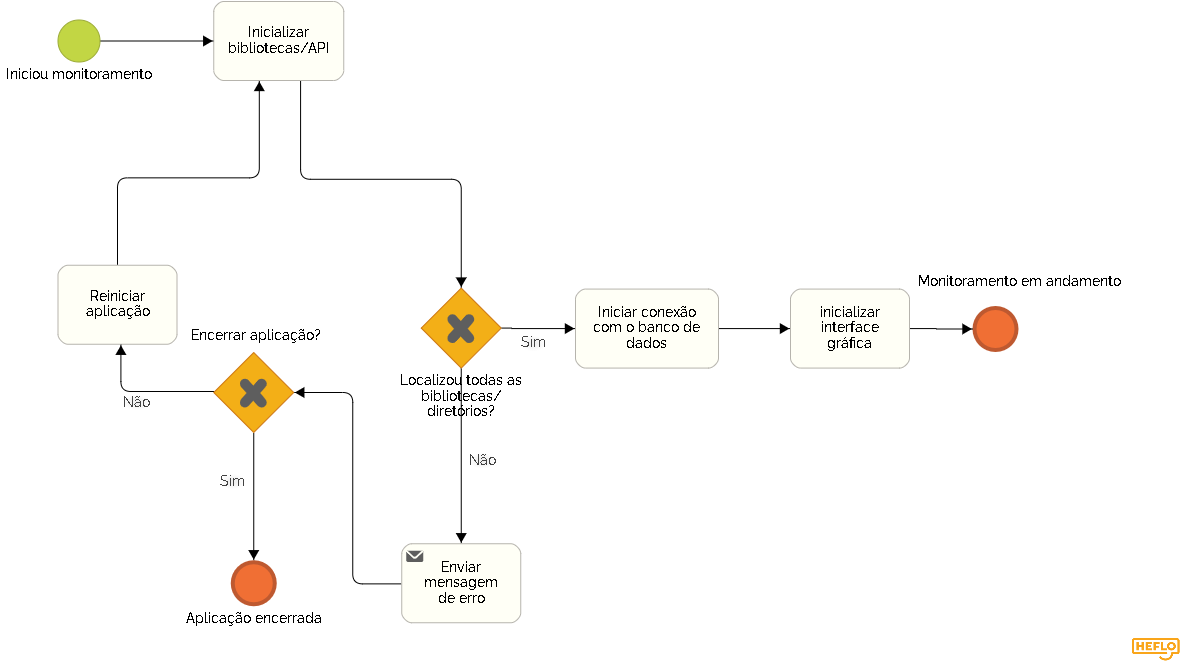 Inicializar
bibliotecas/API
Iniciou monitoramento
Reiniciar
aplicação
Encerrar aplicação?
Não
Sim
Aplicação encerrada
Localizou todas as
bibliotecas/
diretórios?
Sim
Não
Enviar
mensagem
de erro
Iniciar conexão
com o banco de
dados
inicializar
interface
gráfica
Monitoramento em andamento
HEFLO